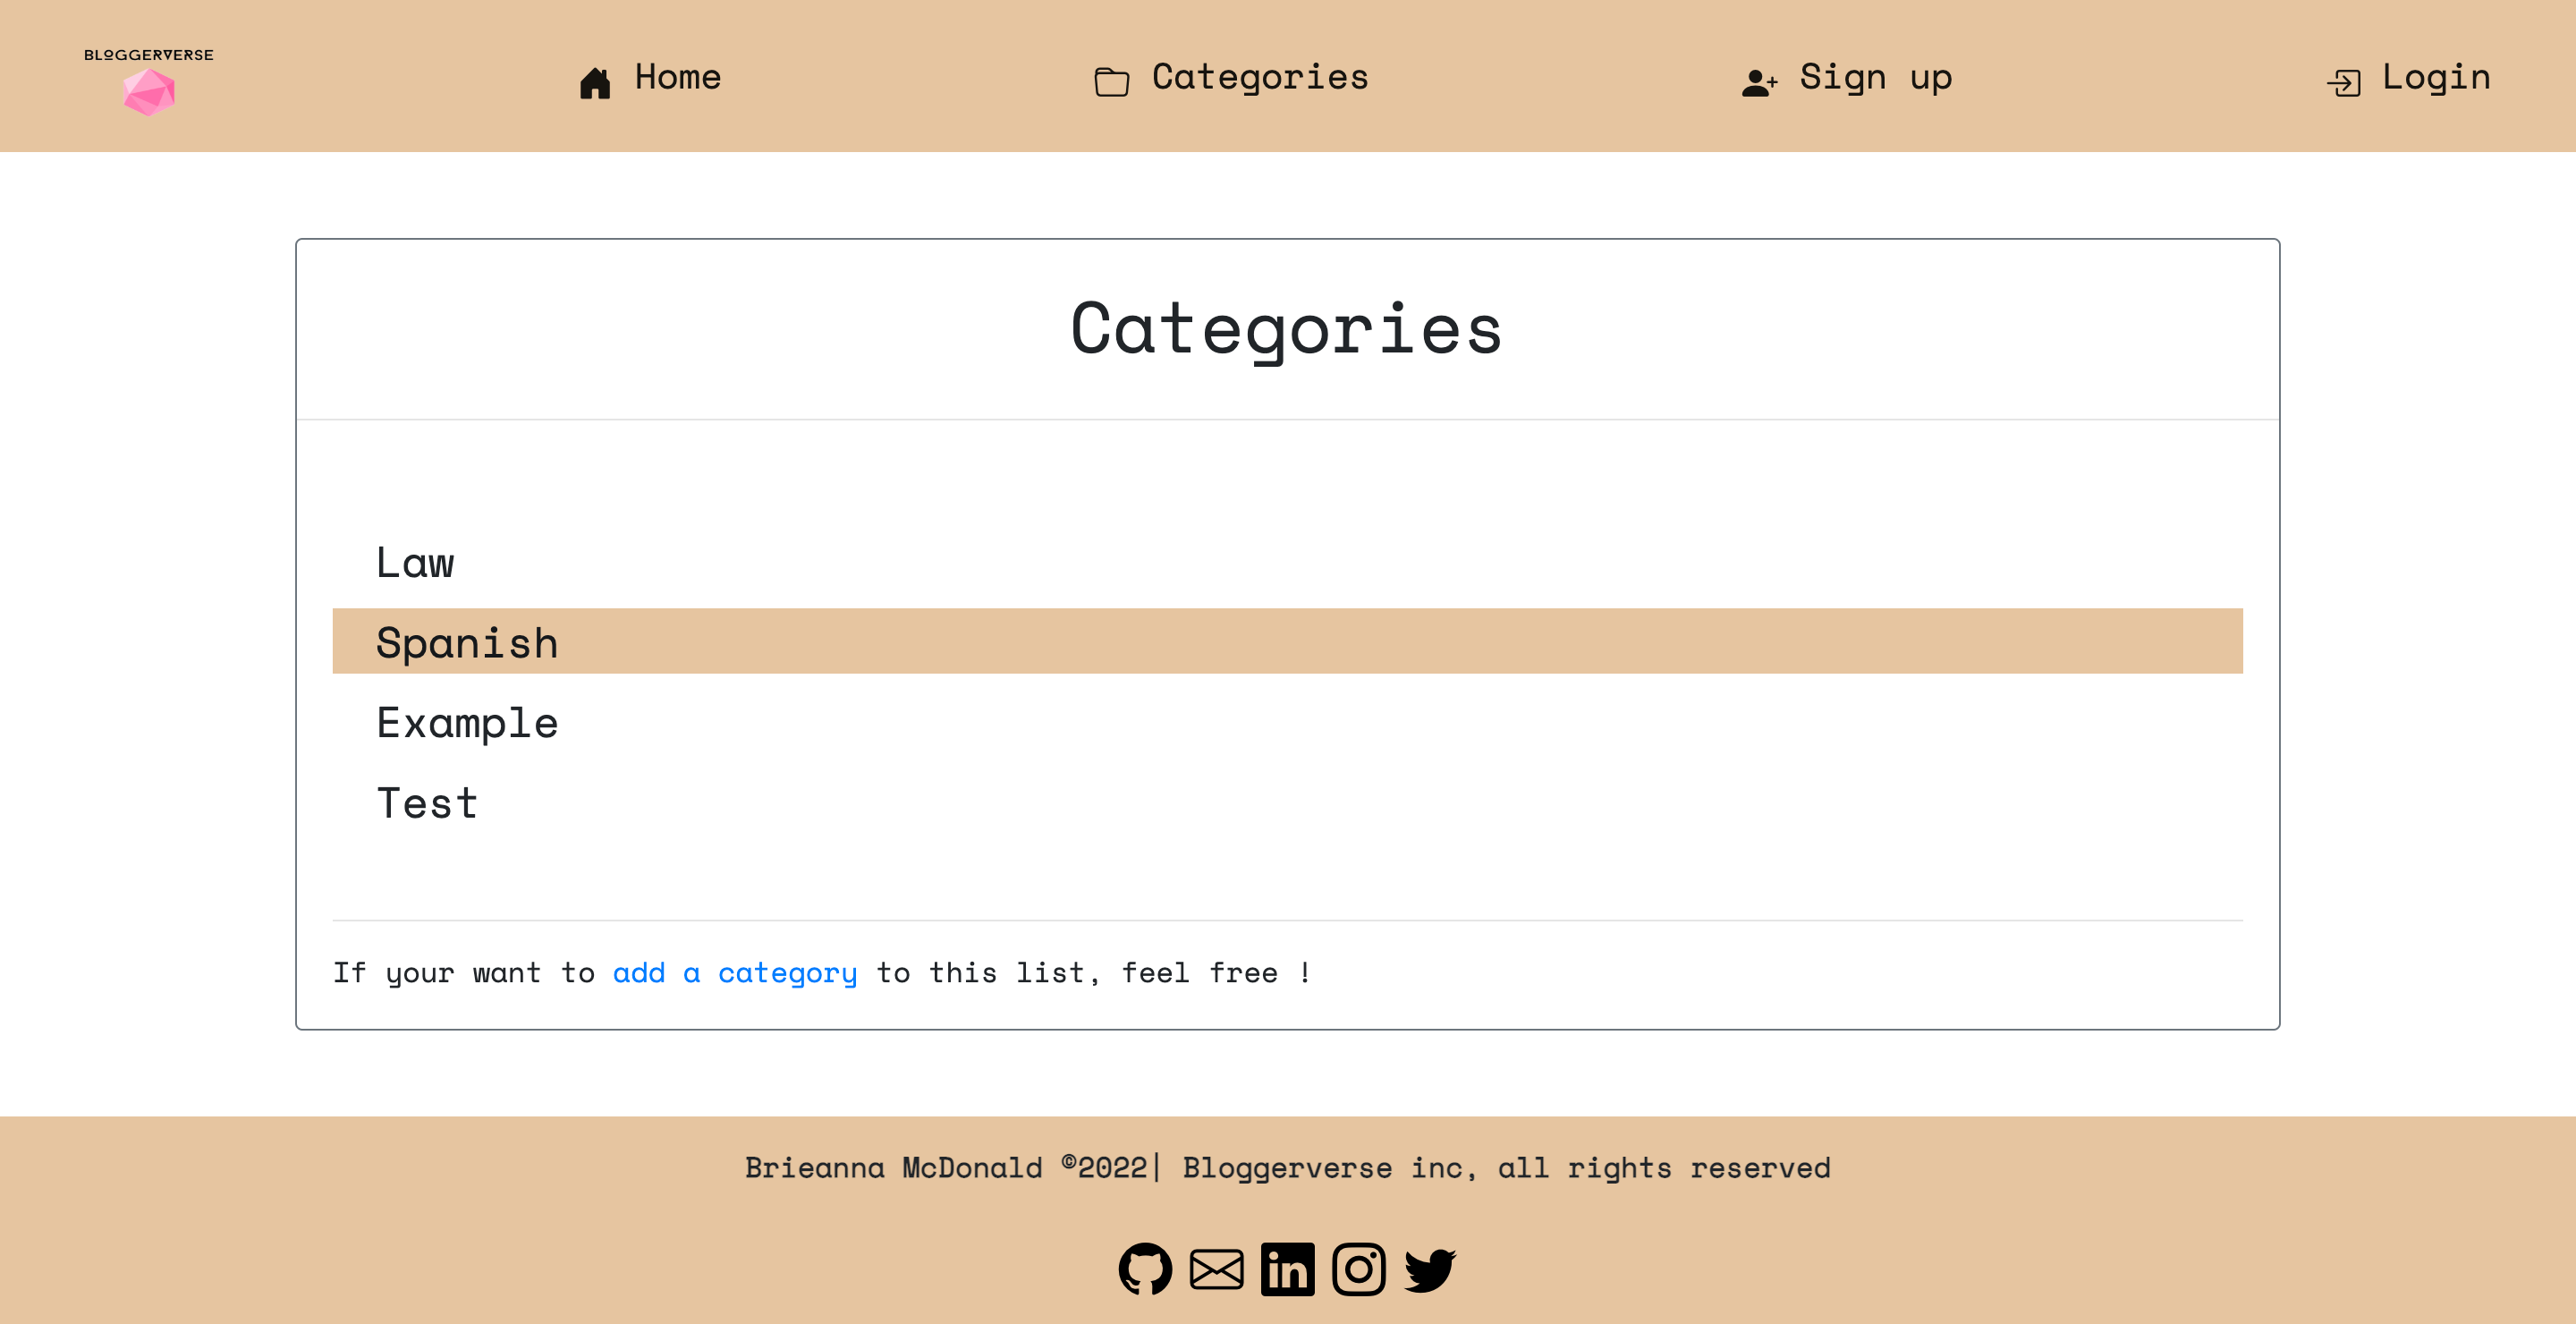 BLOGGERVERSE
Home
Categories
Sign up
Login
Categories
Law
Spanish
Example
Test
If your want to add a category to this list, feel free !
Brieanna McDonald ©2022| Bloggerverse inc, all rights reserved
in